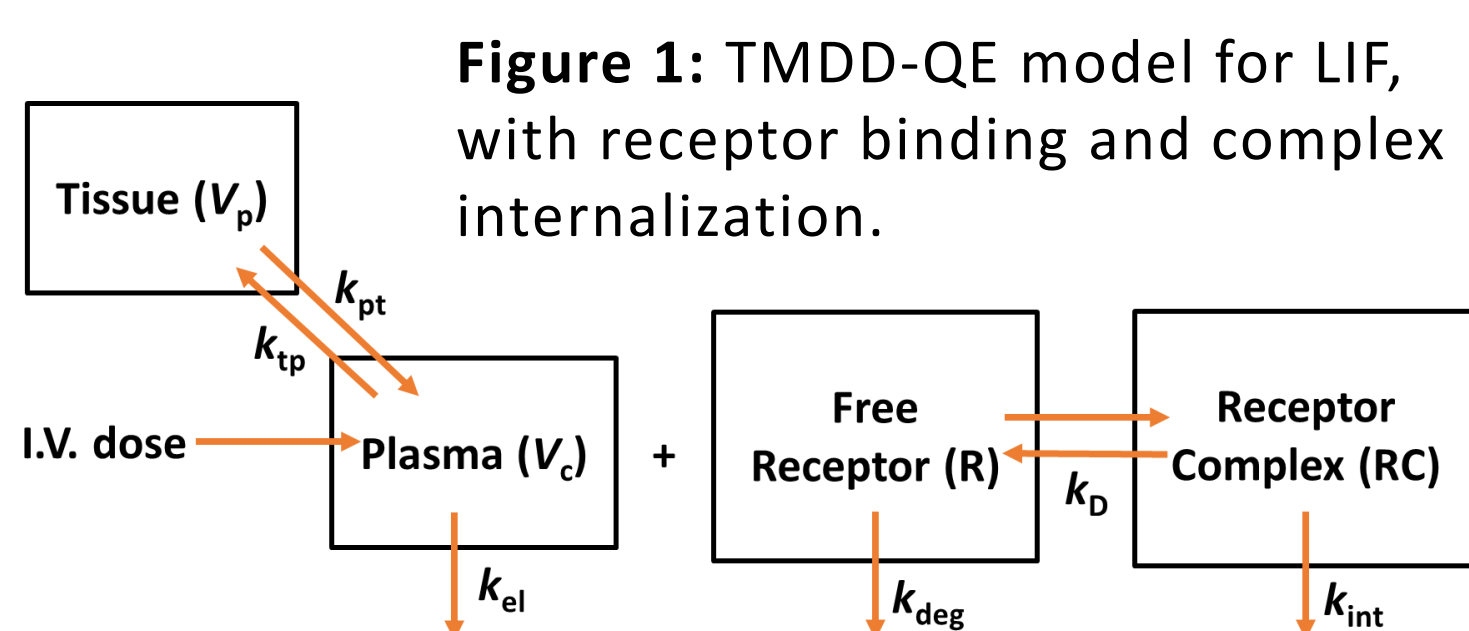 Figure 1: TMDD-QE model for LIF,
with receptor binding and complex
internalization.
Tissue (Vp)
kpt
ktp
I.V. dose
Plasma (Vc)
+
Free
Receptor (R)
kD
Receptor
Complex (RC)
kel
kdeg
kint